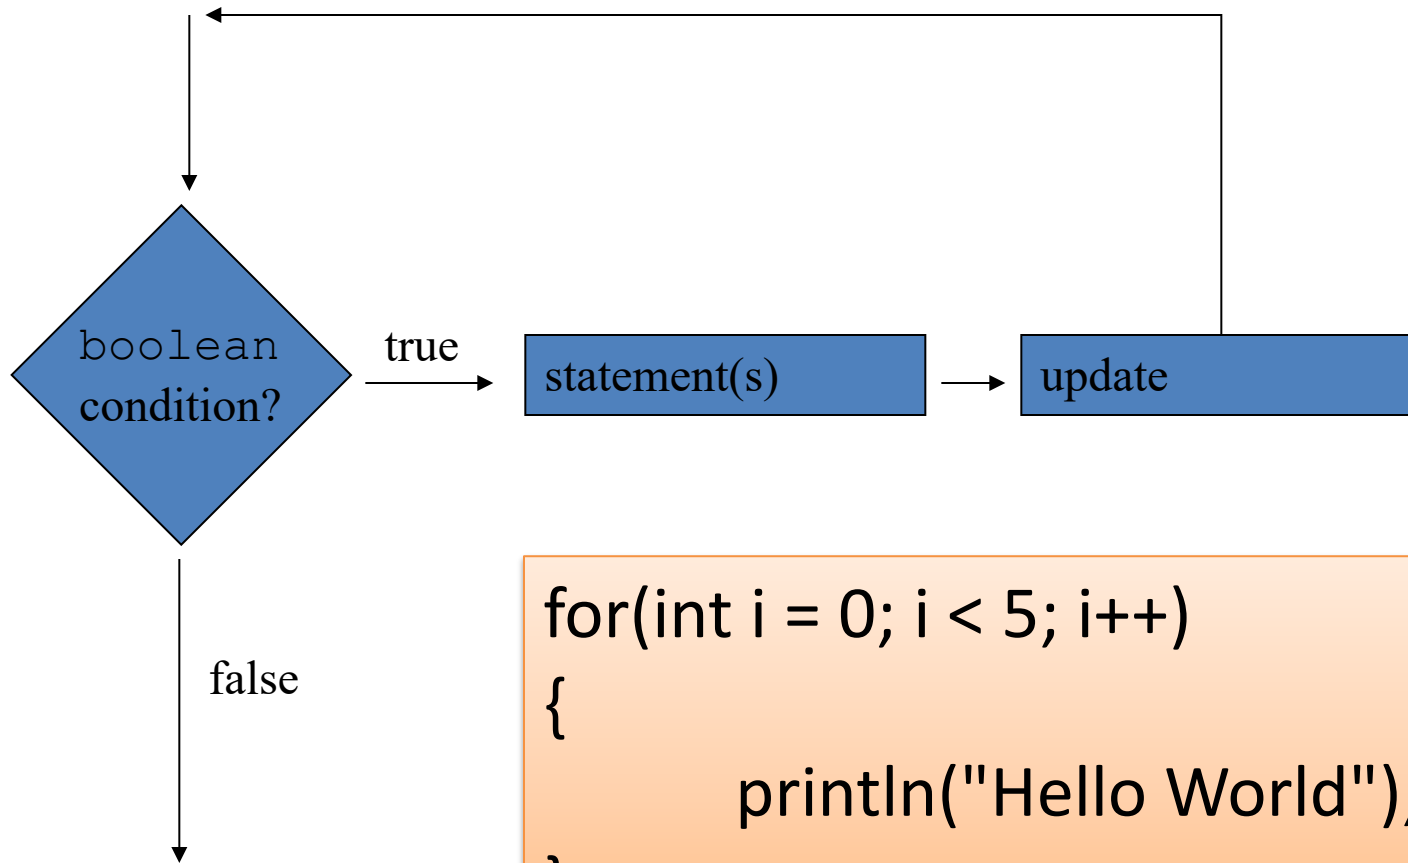 boolean
condition?
true
statement(s)
update
false
for(int i = 0; i < 5; i++)
{
println("Hello World");
}